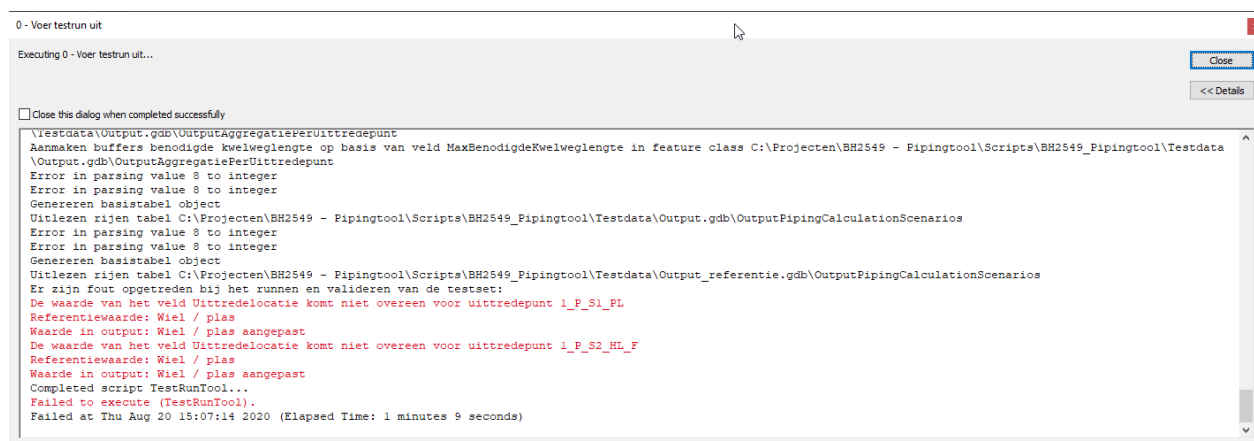 0 - Voer testrun uit
Executing 0 - Voer testrun uit...
Close
<< Details
Close this dialog when completed successfully
\Testdata\Output.gdb\OutputAggregatiePerUittredepunt
Aanmaken buffers benodigde kwelweglengte op basis van veld MaxBenodigdeKwelweglengte in feature class C:\Projecten\BH2549 - Pipingtool\Scripts\BH2549_Pipingtool\Testdata
\Output.gdb\OutputAggregatiePerUittredepunt
Error in parsing value 8 to integer
Error in parsing value 8 to integer
Genereren basistabel object
Uitlezen rijen tabel C:\Projecten\BH2549 - Pipingtool\Scripts\BH2549_Pipingtool\Testdata\Output.gdb\OutputPipingCalculationScenarios
Error in parsing value 8 to integer
Error in parsing value 8 to integer
Genereren basistabel object
Uitlezen rijen tabel C:\Projecten\BH2549 - Pipingtool\Scripts\BH2549_Pipingtool\Testdata\Output_referentie.gdb\OutputPipingCalculationScenarios
Er zijn fout opgetreden bij het runnen en valideren van de testset:
De waarde van het veld Uittredelocatie komt niet overeen voor uittredepunt 1_P_S1_PL
Referentiewaarde: Wiel / plas
Waarde in output: Wiel / plas aangepast
De waarde van het veld Uittredelocatie komt niet overeen voor uittredepunt 1_P_S2_HL_F
Referentiewaarde: Wiel / plas
Waarde in output: Wiel / plas aangepast
Completed script TestRunTool...
Failed to execute (TestRunTool).
Failed at Thu Aug 20 15:07:14 2020 (Elapsed Time: 1 minutes 9 seconds)